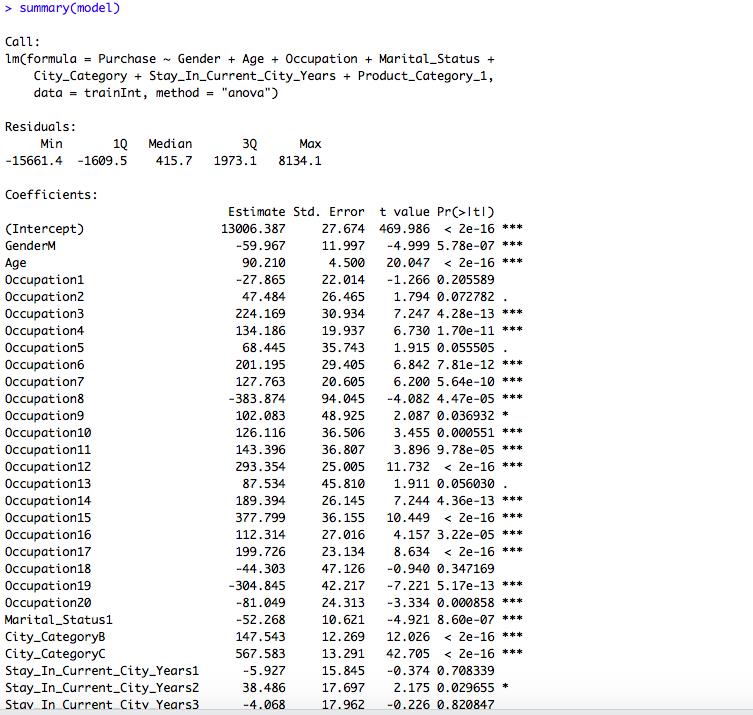 > summary(model)
Call:
lm(formula = Purchase ~ Gender + Age + Occupation + Marital_Status +
City_Category + Stay_In_Current_City_Years + Product_Category_1,
data = trainInt, method = "anova")
Residuals:
Min 1Q Median 3Q Max
-15661.4 -1609.5 415.7 1973.1 8134.1
Coefficients:
Estimate Std. Error t value Pr(>|t|)
(Intercept) 13006.387 27.674 469.986 < 2e-16 ***
GenderM -59.967 11.997 -4.999 5.78e-07 ***
Age 90.210 4.500 20.047 < 2e-16 ***
Occupation1 -27.865 22.014 -1.266 0.205589
Occupation2 47.484 26.465 1.794 0.072782 .
Occupation3 224.169 30.934 7.247 4.28e-13 ***
Occupation4 134.186 19.937 6.730 1.70e-11 ***
Occupation5 68.445 35.743 1.915 0.055505 .
Occupation6 201.195 29.405 6.842 7.81e-12 ***
Occupation7 127.763 20.605 6.200 5.64e-10 ***
Occupation8 -383.874 94.045 -4.082 4.47e-05 ***
Occupation9 102.083 48.925 2.087 0.036932 *
Occupation10 126.116 36.506 3.455 0.000551 ***
Occupation11 143.396 36.807 3.896 9.78e-05 ***
Occupation12 293.354 25.005 11.732 < 2e-16 ***
Occupation13 87.534 45.810 1.911 0.056030 .
Occupation14 189.394 26.145 7.244 4.36e-13 ***
Occupation15 377.799 36.155 10.449 < 2e-16 ***
Occupation16 112.314 27.016 4.157 3.22e-05 ***
Occupation17 199.726 23.134 8.634 < 2e-16 ***
Occupation18 -44.303 47.126 -0.940 0.347169
Occupation19 -304.845 42.217 -7.221 5.17e-13 ***
Occupation20 -81.049 24.313 -3.334 0.000858 ***
Marital_Status1 -52.268 10.621 -4.921 8.60e-07 ***
City_CategoryB 147.543 12.269 12.026 < 2e-16 ***
City_CategoryC 567.583 13.291 42.705 < 2e-16 ***
Stay_In_Current_City_Years1 -5.927 15.845 -0.374 0.708339
Stay_In_Current_City_Years2 38.486 17.697 2.175 0.029655 *
Stay_In_Current_City_Years3 -4.068 17.962 -0.226 0.820847